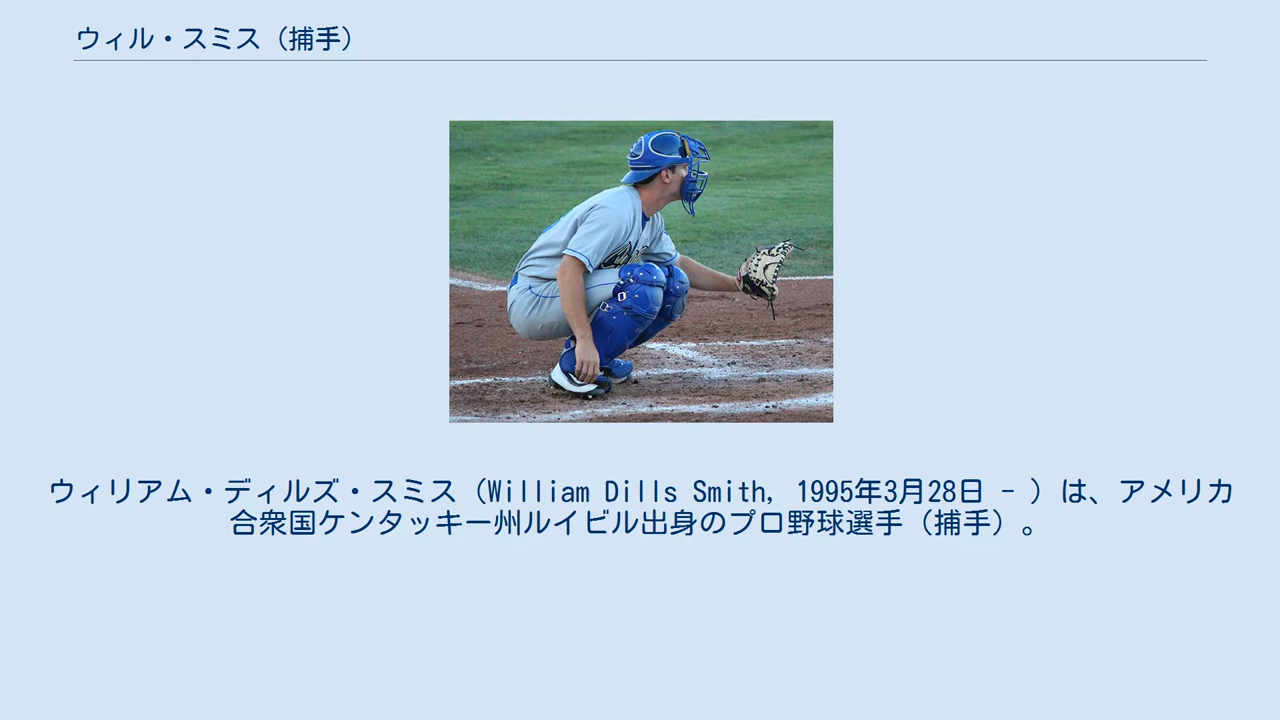 ウィル・スミス（捕手）
ウィリアム・ディルズ・スミス（William Dills Smith, 1995年3月28日 - ）は、アメリカ
合衆国ケンタッキー州ルイビル出身のプロ野球選手（捕手）。